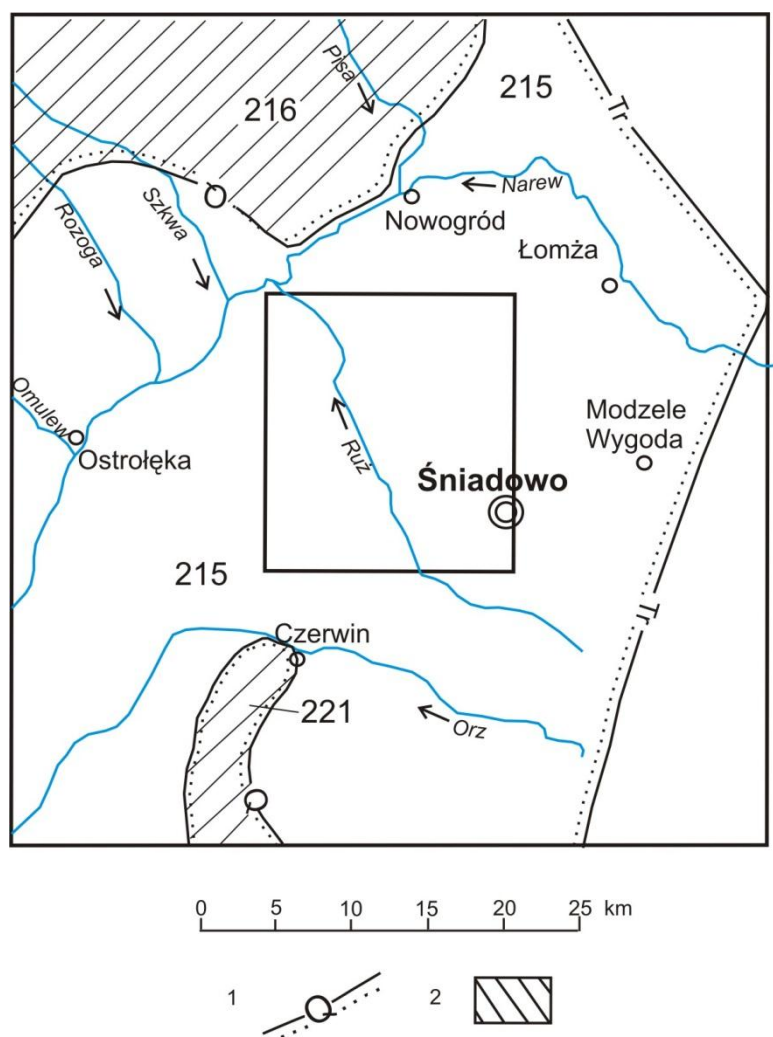 Pisa
216
215
Tr
Narew
Nowogród
Szkwa
Rozoga
Łomża
Omulew
Modzele
Wygoda
Ostrołęka
Ruż
Śniadowo
215
Tr
Czerwin
221
Orz
0 5 10 15 20 25 km
1 2